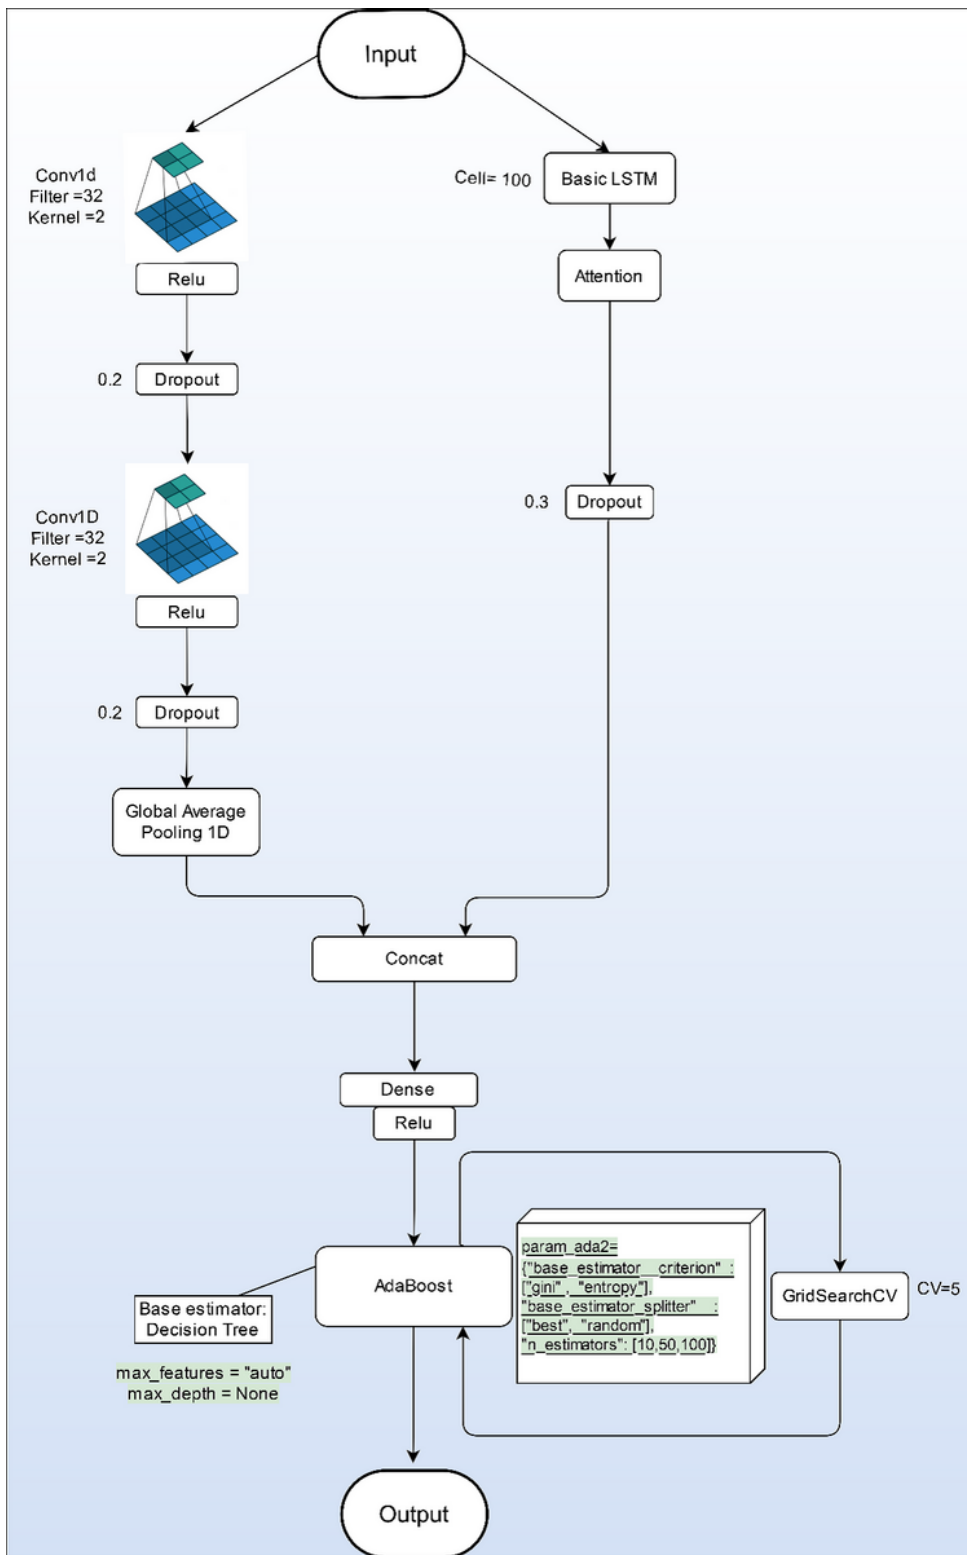 Input
Conv1d
Filter =32
Kernel =2
Relu
0.2
Dropout
Conv1D
Filter =32
Kernel =2
Relu
0.2
Dropout
Global Average
Pooling 1D
Cell= 100
Basic LSTM
Attention
0.3
Dropout
Concat
Dense
Relu
AdaBoost
Base estimator:
Decision Tree
max_features = "auto"
max_depth = None
param_ada2=
{"base_estimator__criterion" :
["gini" , "entropy"],
"base_estimator_splitter" :
["best", "random"],
"n_estimators": [10,50,100]}
GridSearchCV
CV=5
Output